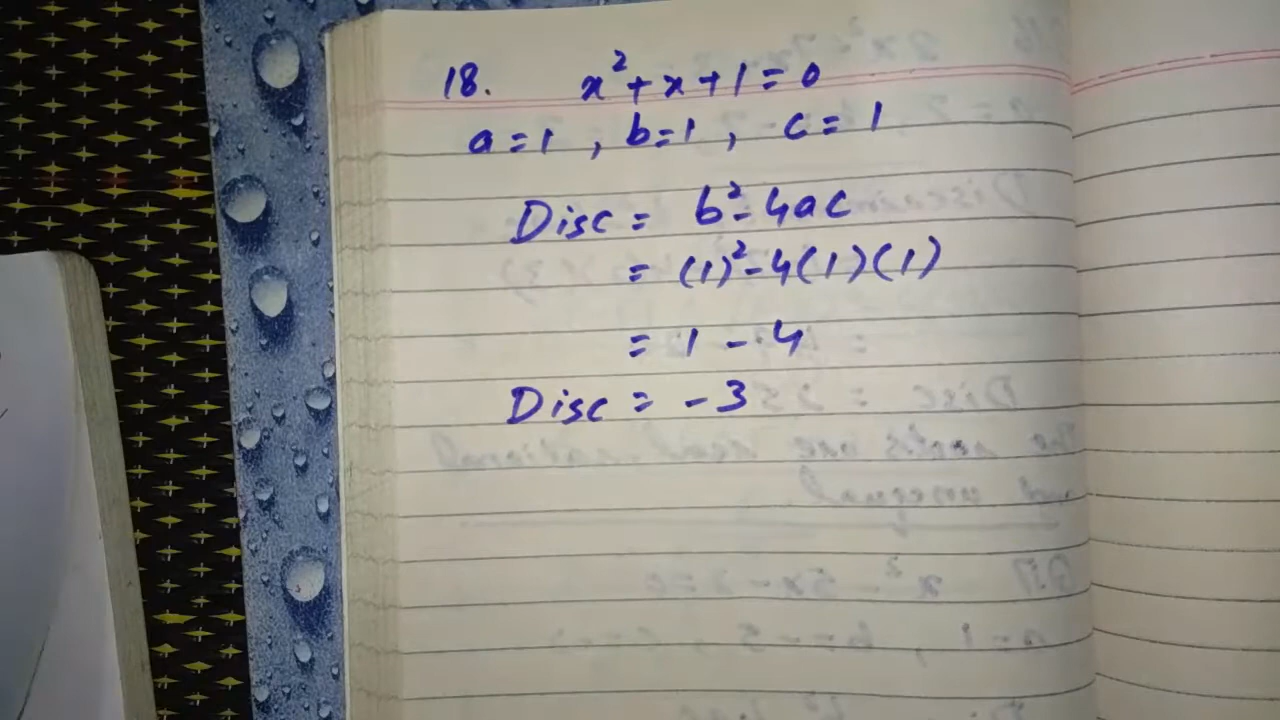 18. x²+x+1=0
a=1, b=1, c=1
Disc = b²-4ac
= (1)²-4(1)(1)
= 1 - 4
Disc = -3